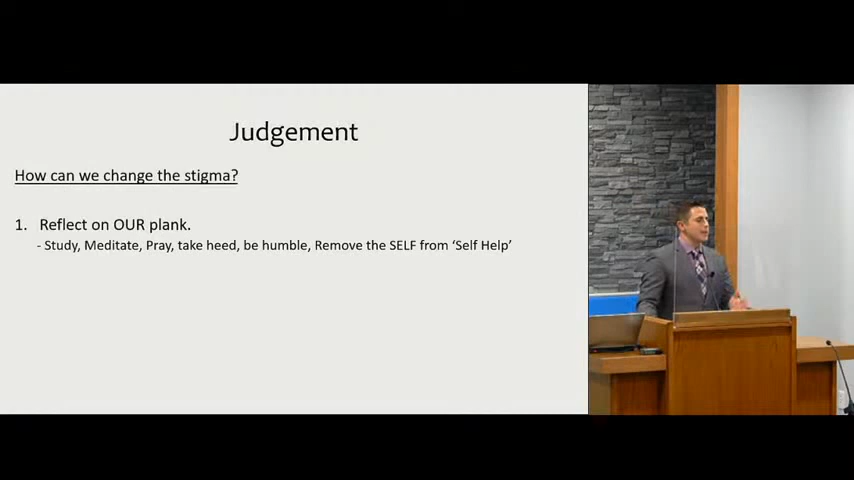 Judgement
How can we change the stigma?
1. Reflect on OUR plank.
- Study, Meditate, Pray, take heed, be humble, Remove the SELF from ‘Self Help’